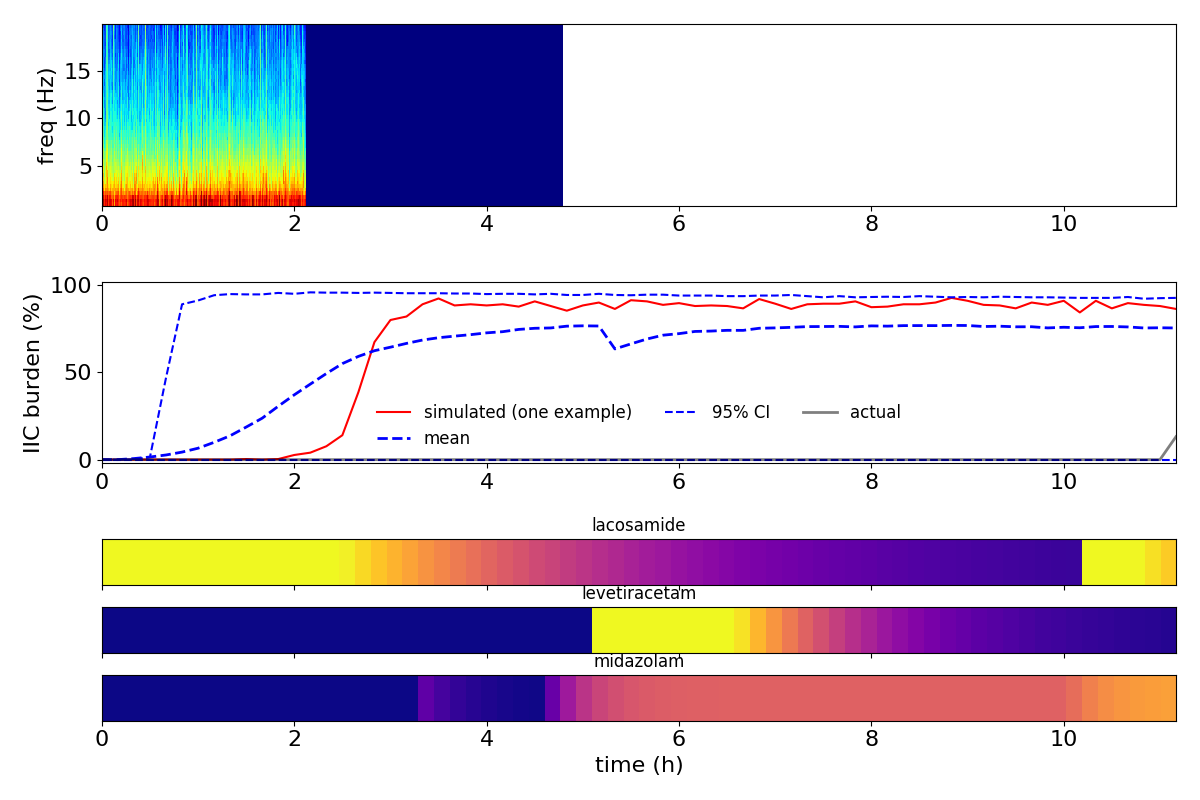 freq (Hz)
15
10
5
0 2 4 6 8 10
IIC burden (%)
100
50
0
simulated (one example) 95% CI actual
mean
0 2 4 6 8 10
lacosamide
levetiracetam
midazolam
0 2 4 6 8 10
time (h)